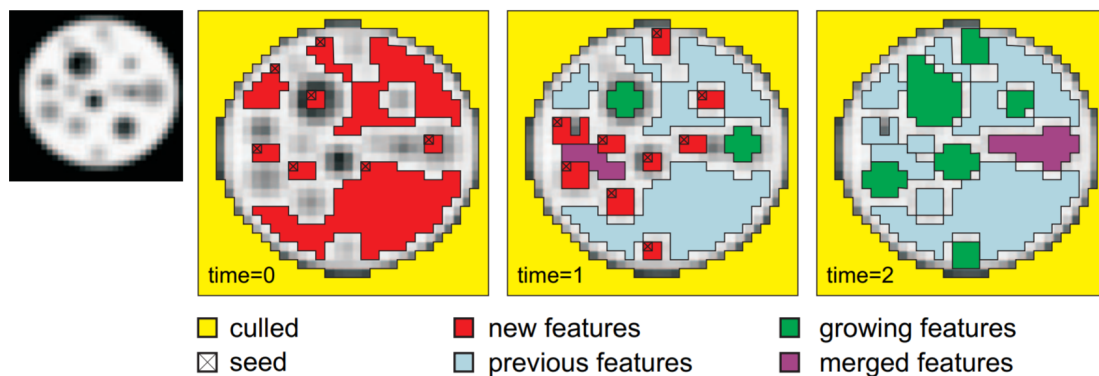 time=0
time=1
time=2
culled
new features
growing features
seed
previous features
merged features